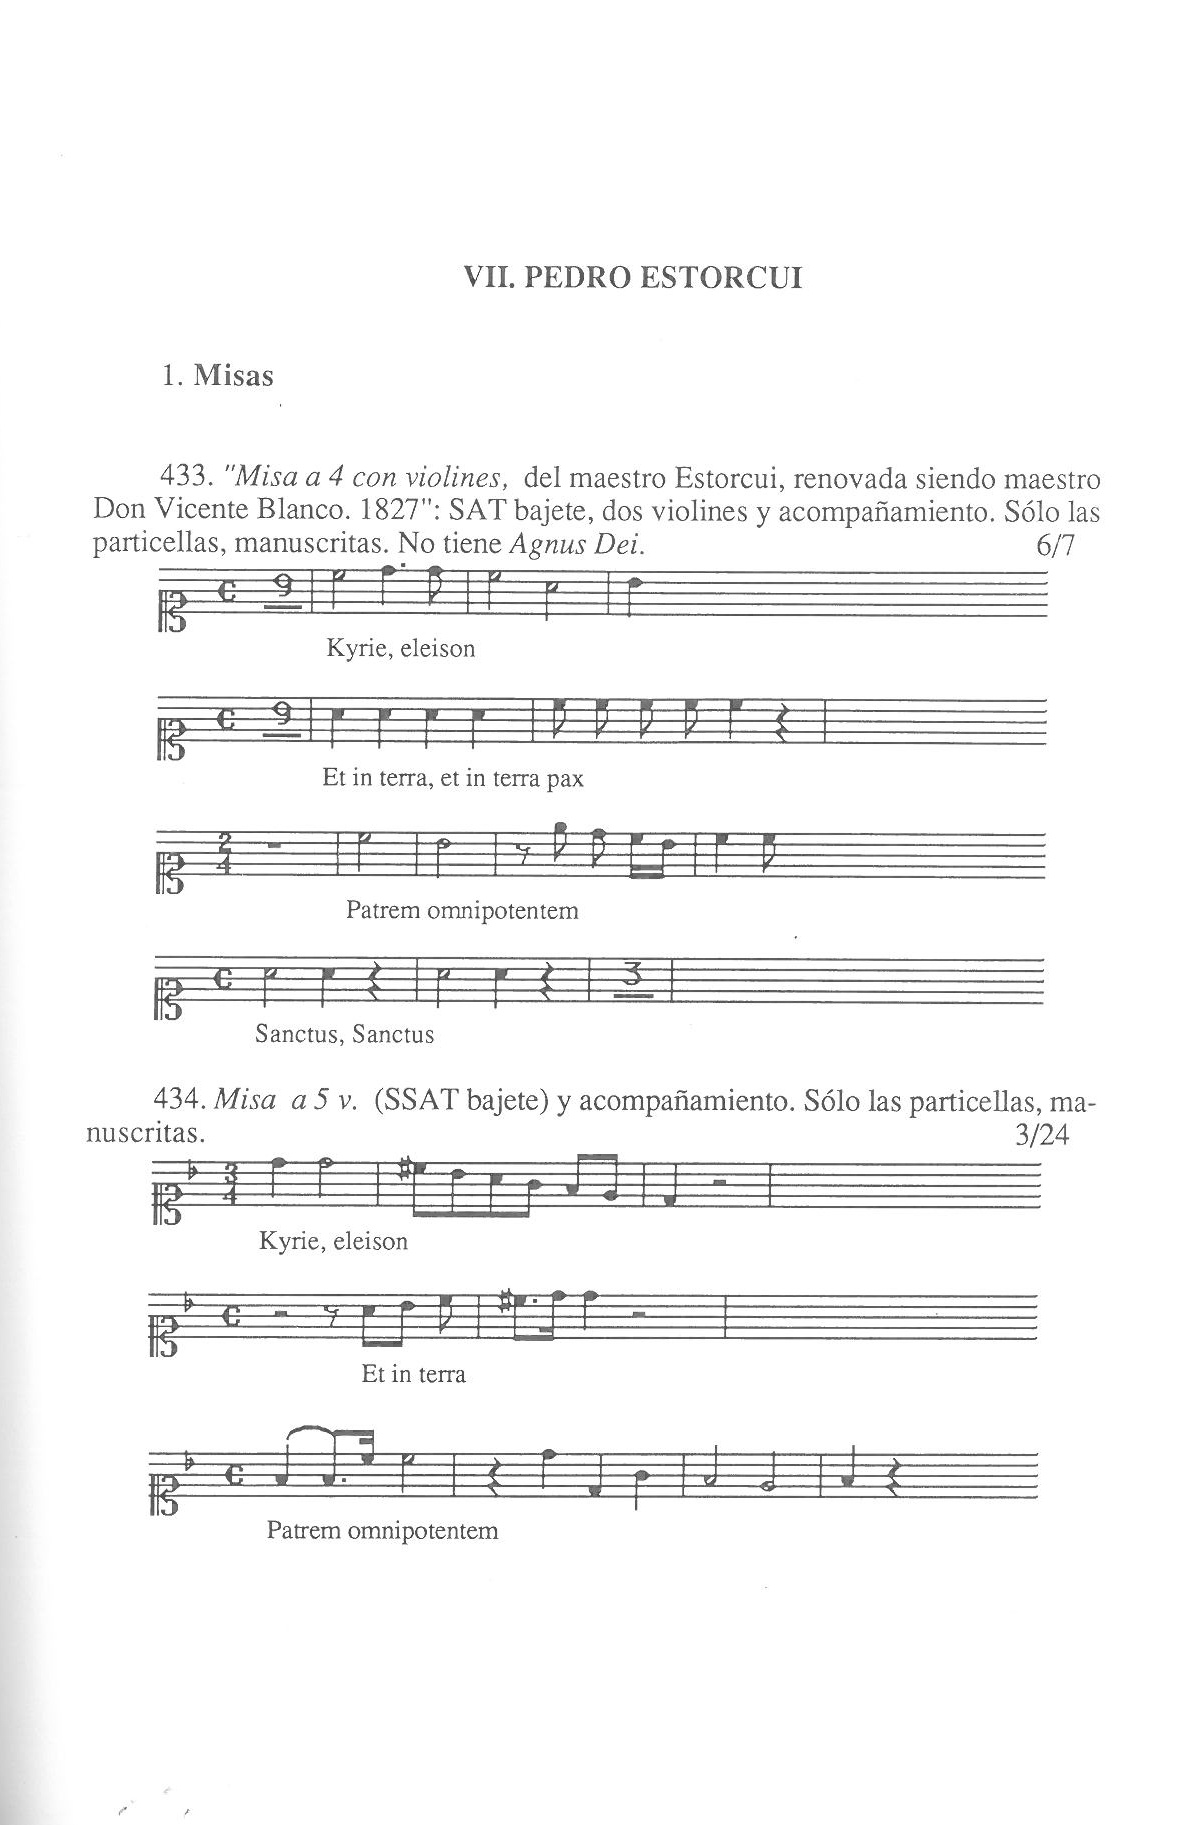 VII. PEDRO ESTORCUI
1. Misas
433. "Misa a 4 con violines, del maestro Estorcui, renovada siendo maestro
Don Vicente Blanco. 1827": SAT bajete, dos violines y acompañamiento. Sólo las
particellas, manuscritas. No tiene Agnus Dei. 6/7
9
Kyrie, eleison
9
Et in terra, et in terra pax
2
4
Patrem omnipotentem
3
Sanctus, Sanctus
434. Misa a 5 v. (SSAT bajete) y acompañamiento. Sólo las particellas, ma-
nuscritas. 3/24
3
4
Kyrie, eleison
Et in terra
Patrem omnipotentem